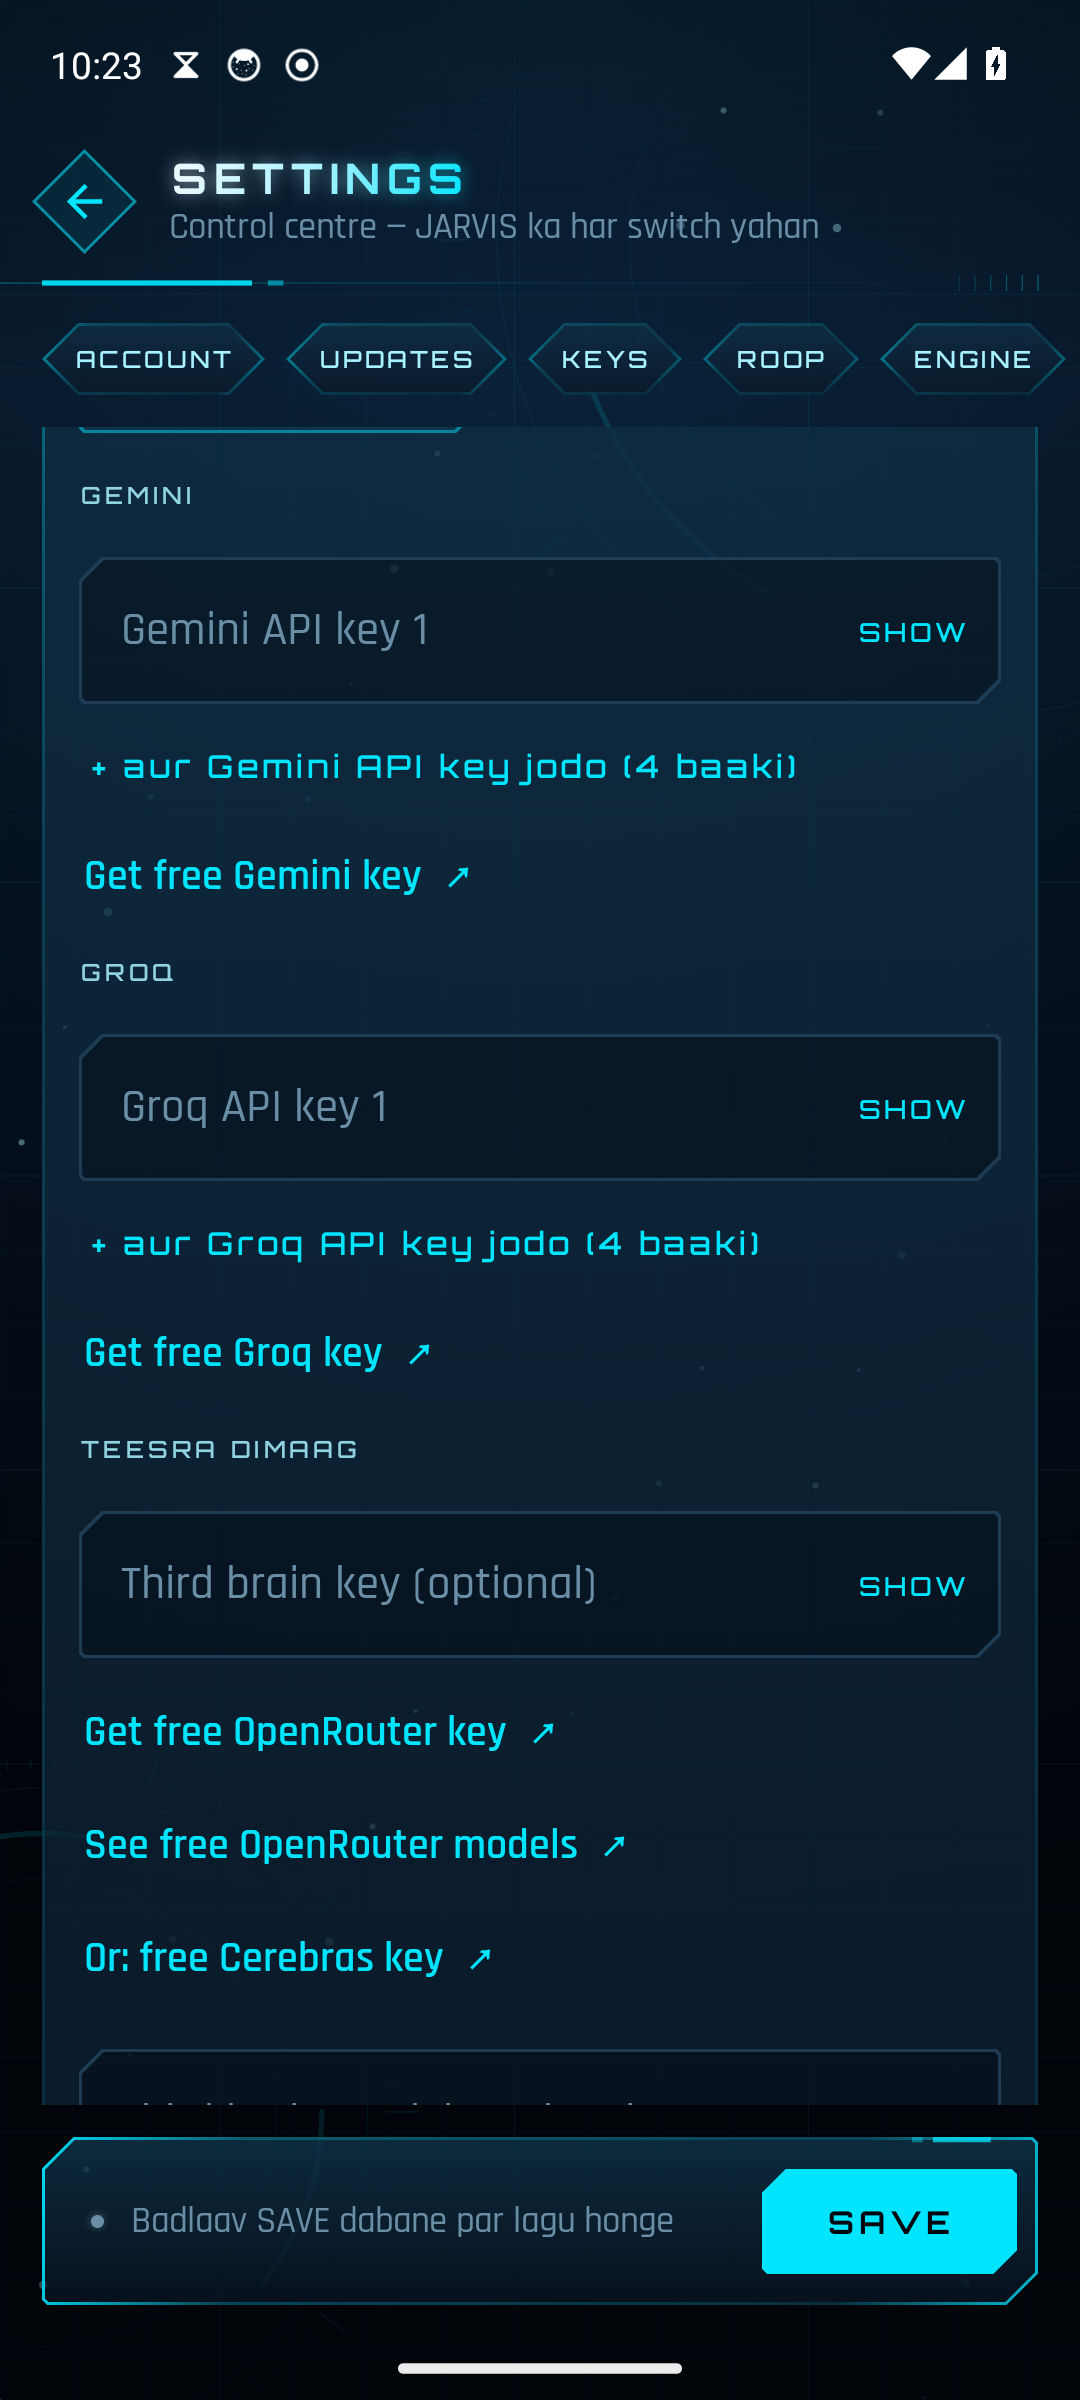 10:23
SETTINGS
Control centre – JARVIS ka har switch yahan
ACCOUNT
UPDATES
KEYS
ROOP
ENGINE
GEMINI
Gemini API key 1
SHOW
+ aur Gemini API key jodo (4 baaki)
Get free Gemini key ↗
GROQ
Groq API key 1
SHOW
+ aur Groq API key jodo (4 baaki)
Get free Groq key ↗
TEESRA DIMAAG
Third brain key (optional)
SHOW
Get free OpenRouter key ↗
See free OpenRouter models ↗
Or: free Cerebras key ↗
Badlaav SAVE dabane par lagu honge
SAVE